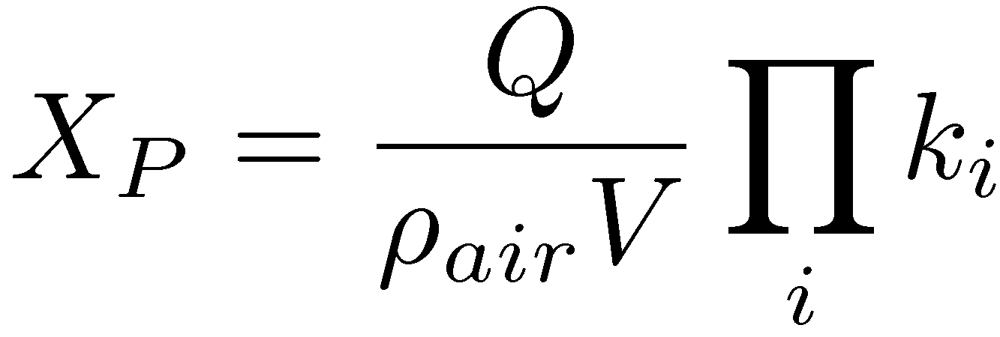 X_P = \frac{Q}{\rho_{air} V} \prod_i k_i